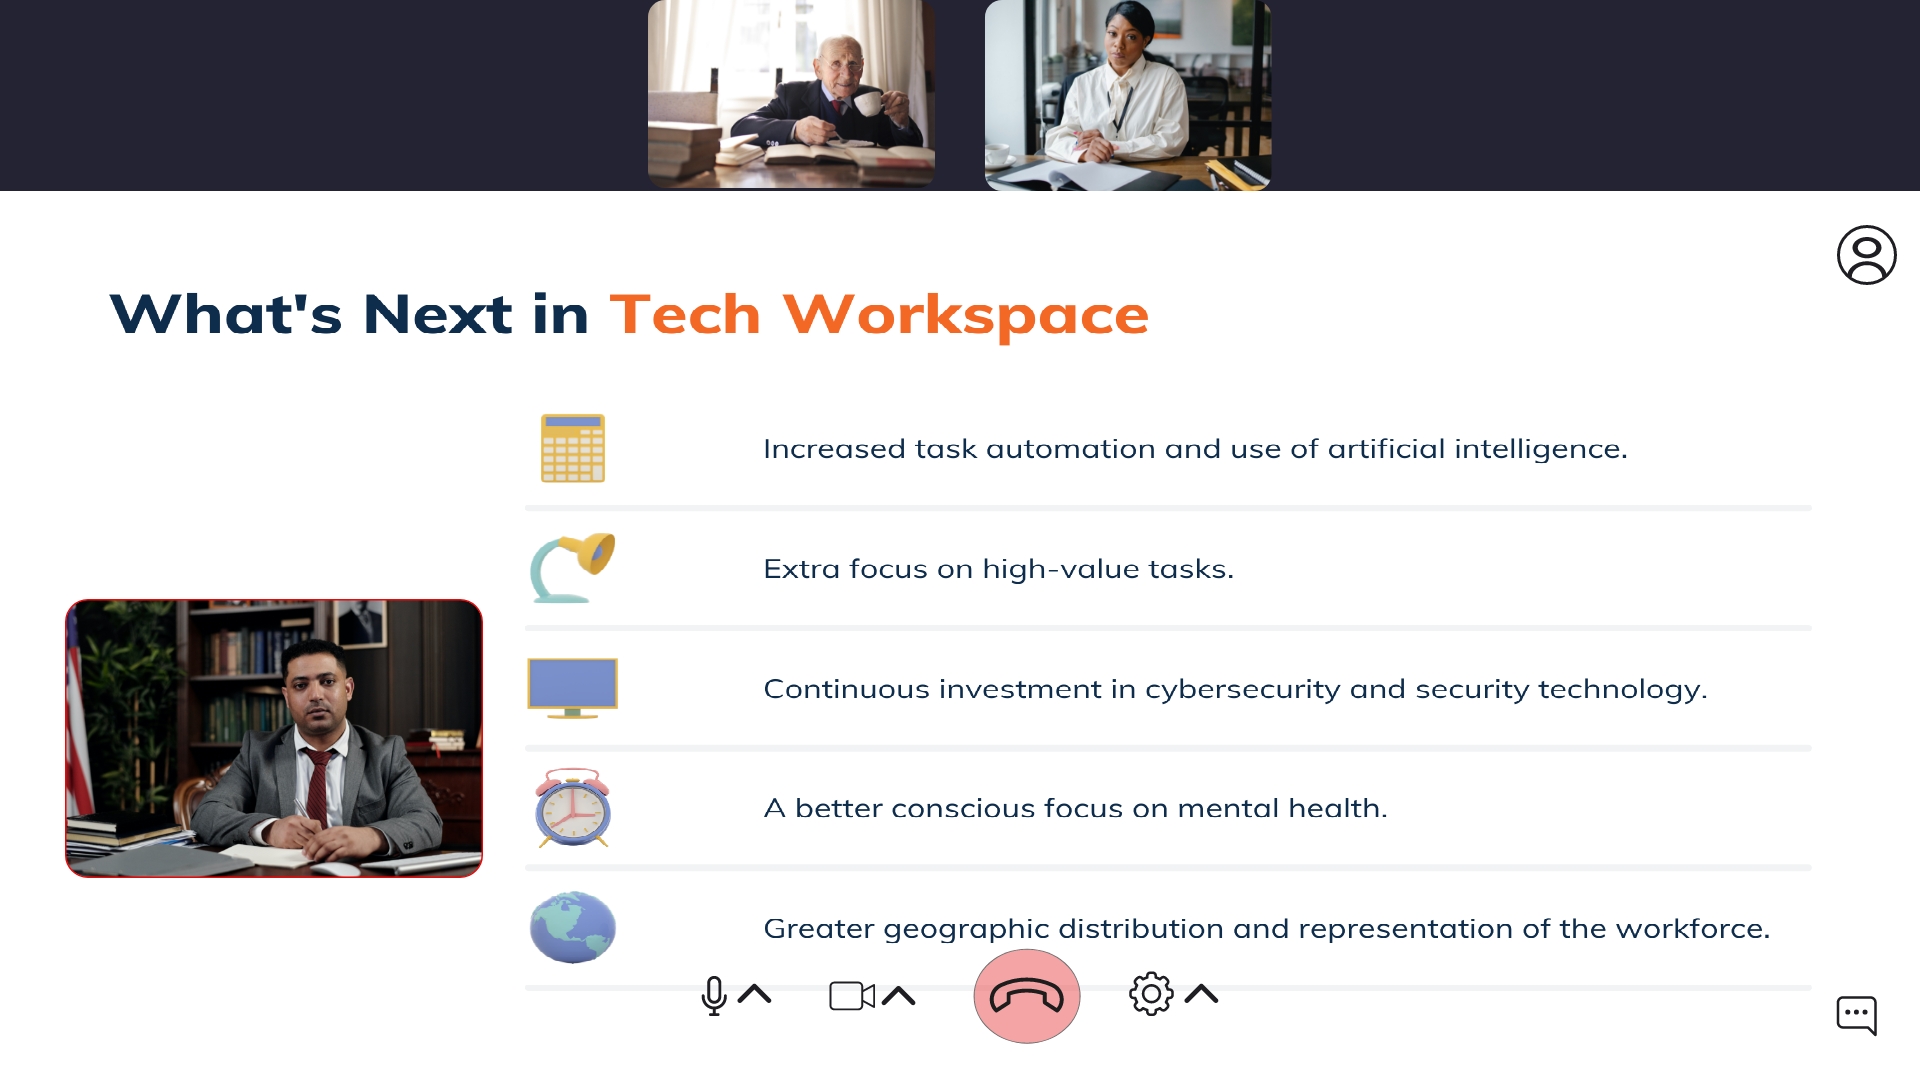 What's Next in Tech Workspace
Increased task automation and use of artificial intelligence.
Extra focus on high-value tasks.
Continuous investment in cybersecurity and security technology.
A better conscious focus on mental health.
Greater geographic distribution and representation of the workforce.